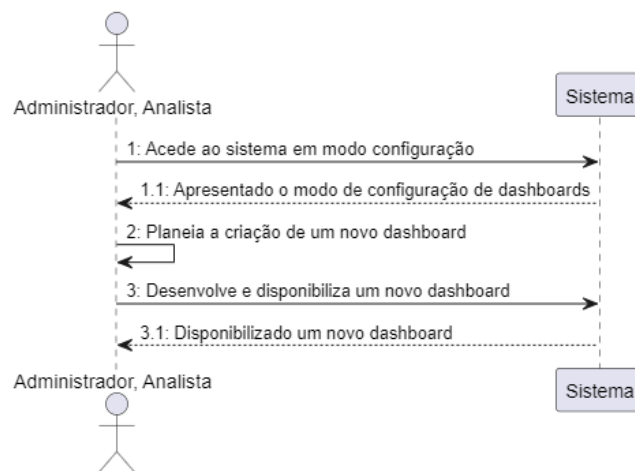 Administrador, Analista
Sistema
1: Acede ao sistema em modo configuração
1.1: Apresentado o modo de configuração de dashboards
2: Planeia a criação de um novo dashboard
3: Desenvolve e disponibiliza um novo dashboard
3.1: Disponibilizado um novo dashboard
Administrador, Analista
Sistema